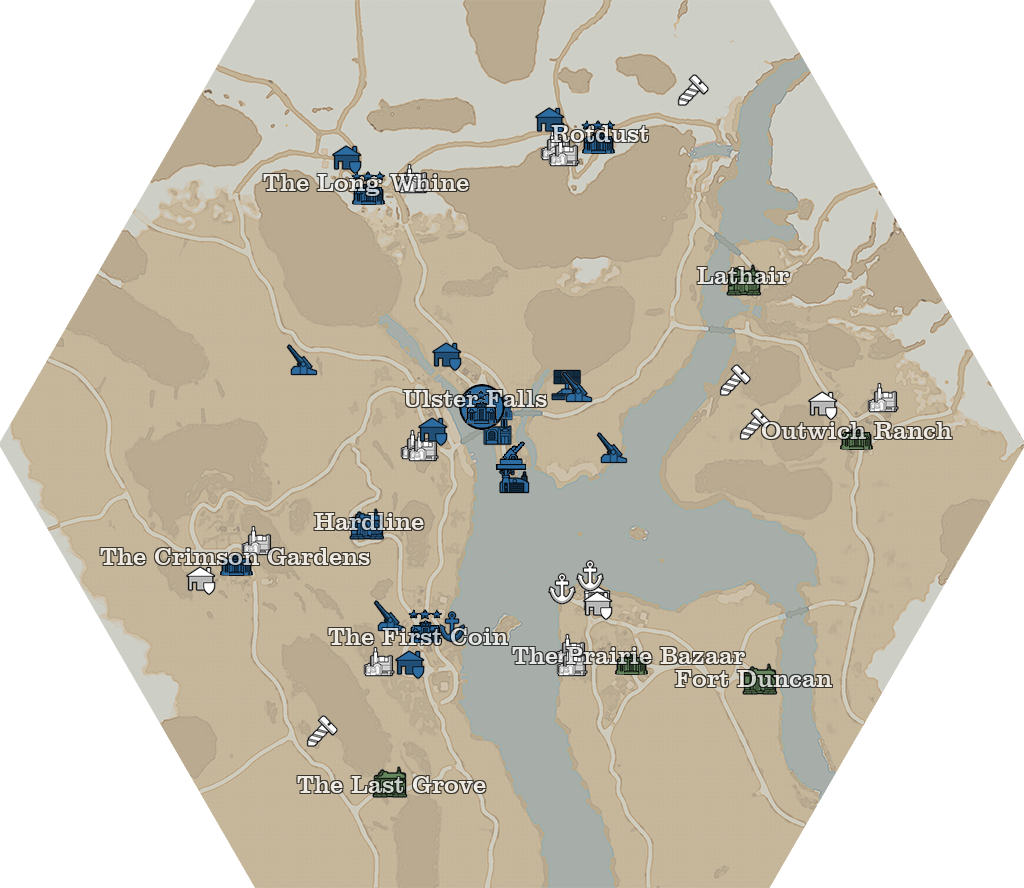 Rotdust
The Long Whine
Lathair
Ulster Falls
Outwich Ranch
Hardline
The Crimson Gardens
The First Coin
The Prairie Bazaar
Fort Duncan
The Last Grove